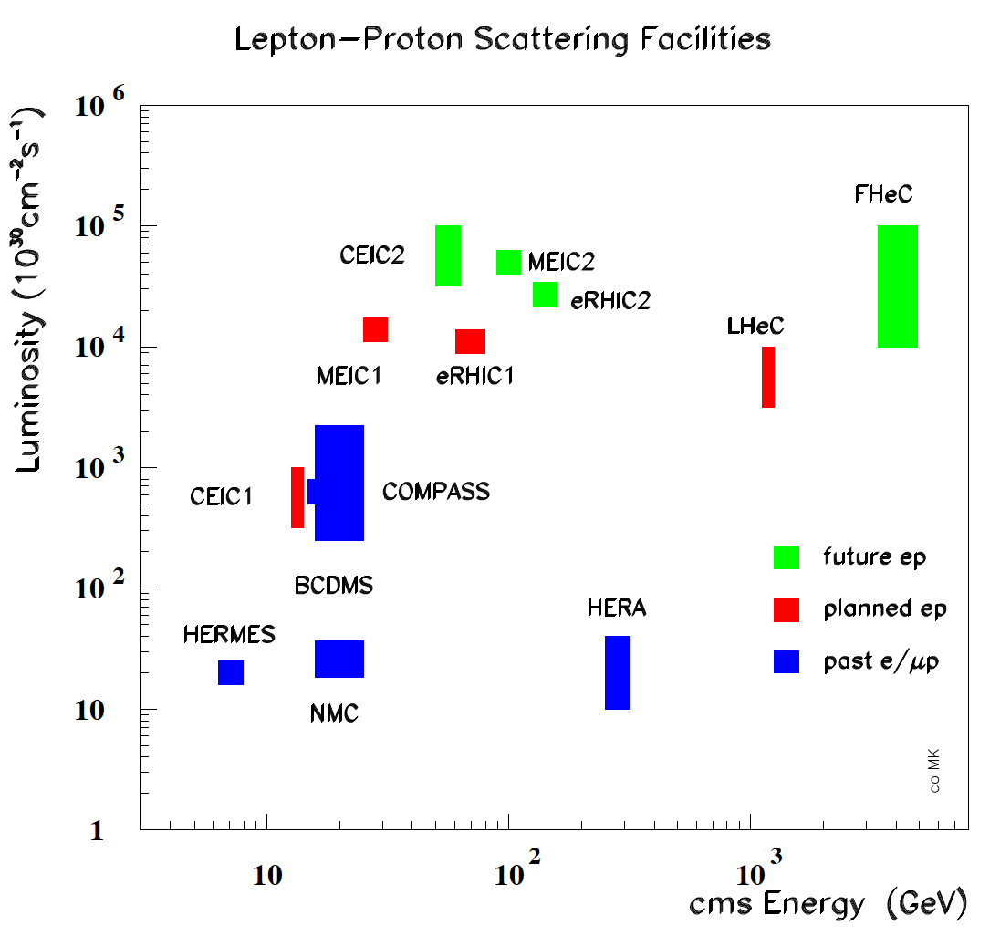 Lepton–Proton Scattering Facilities
Luminosity (10³⁰cm⁻²s⁻¹)
10⁶
10⁵
10⁴
10³
10²
10
1
FHeC
CEIC2
MEIC2
eRHIC2
LHeC
MEIC1
eRHIC1
CEIC1
COMPASS
BCDMS
HERMES
HERA
NMC
future ep
planned ep
past e/μp
co MK
10
10²
10³
cms Energy (GeV)